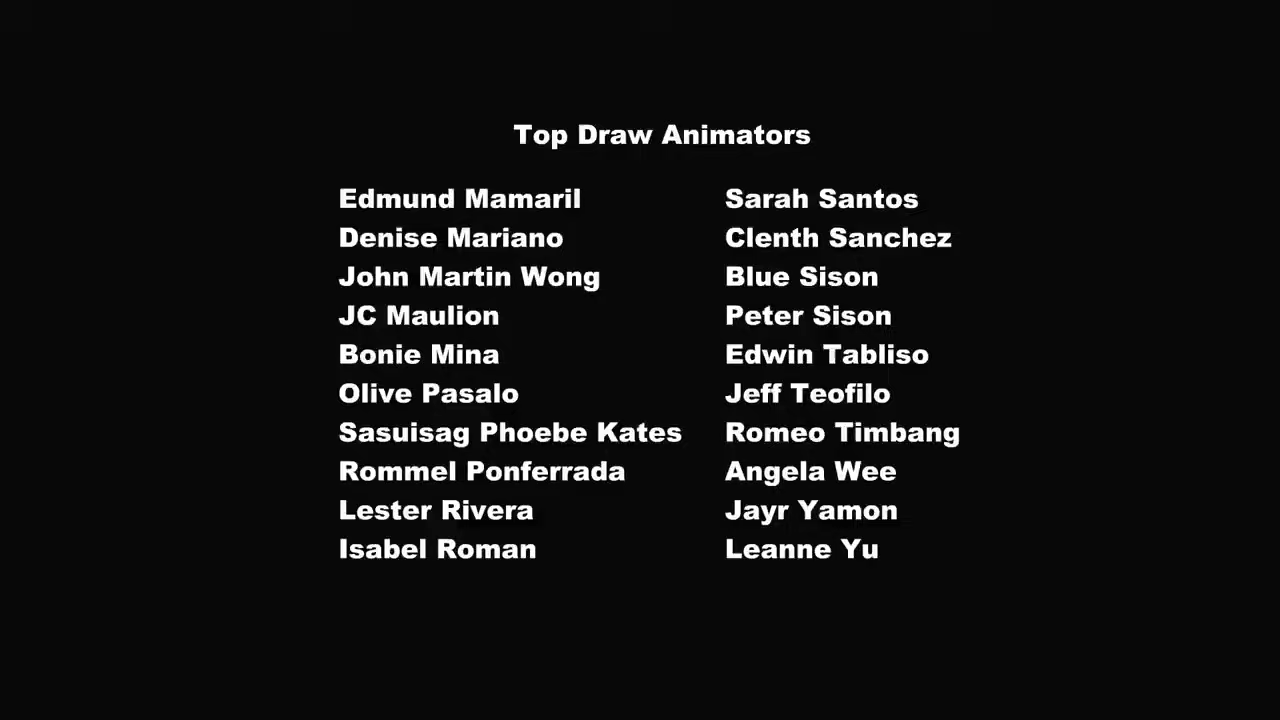 Top Draw Animators
Edmund Mamaril
Denise Mariano
John Martin Wong
JC Maulion
Bonie Mina
Olive Pasalo
Sasuisag Phoebe Kates
Rommel Ponferrada
Lester Rivera
Isabel Roman
Sarah Santos
Clenth Sanchez
Blue Sison
Peter Sison
Edwin Tabliso
Jeff Teofilo
Romeo Timbang
Angela Wee
Jayr Yamon
Leanne Yu